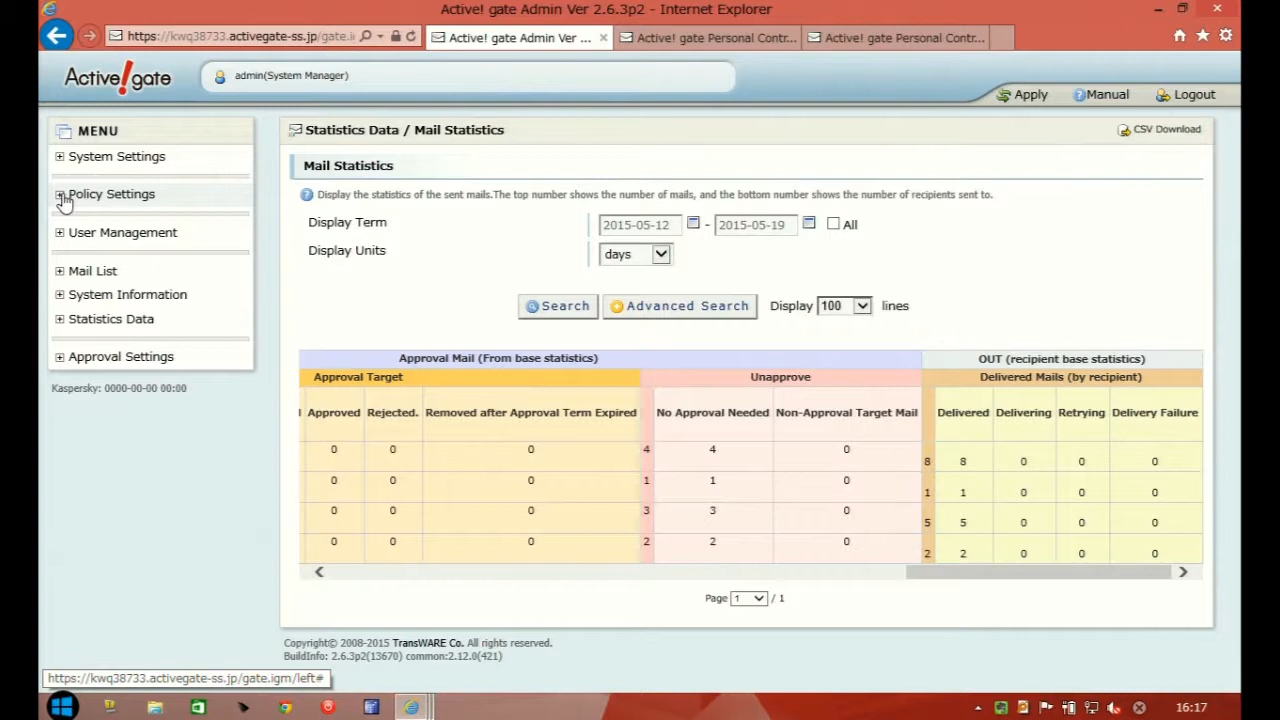 Active! gate Admin Ver 2.6.3p2 - Internet Explorer
https://kwq38733.activegate-ss.jp/gate.i
Active! gate Admin Ver ...
Active! gate Personal Contr...
Active! gate Personal Contr...
Active!gate
admin(System Manager)
Apply
Manual
Logout
MENU
System Settings
Policy Settings
User Management
Mail List
System Information
Statistics Data
Approval Settings
Kaspersky: 0000-00-00 00:00
Statistics Data / Mail Statistics
CSV Download
Mail Statistics
Display the statistics of the sent mails.The top number shows the number of mails, and the bottom number shows the number of recipients sent to.
Display Term 2015-05-12 - 2015-05-19 All
Display Units days
Search Advanced Search Display 100 lines
Approval Mail (From base statistics) OUT (recipient base statistics)
Approval Target Unapprove Delivered Mails (by recipient)
Approved Rejected. Removed after Approval Term Expired No Approval Needed Non-Approval Target Mail Delivered Delivering Retrying Delivery Failure
0 0 0 4 4 0 8 8 0 0 0
0 0 0 1 1 0 1 1 0 0 0
0 0 0 3 3 0 5 5 0 0 0
0 0 0 2 2 0 2 2 0 0 0
Page 1 / 1
Copyright© 2008-2015 TransWARE Co. All rights reserved.
BuildInfo: 2.6.3p2(13670) common:2.12.0(421)
https://kwq38733.activegate-ss.jp/gate.igm/left#
16:17